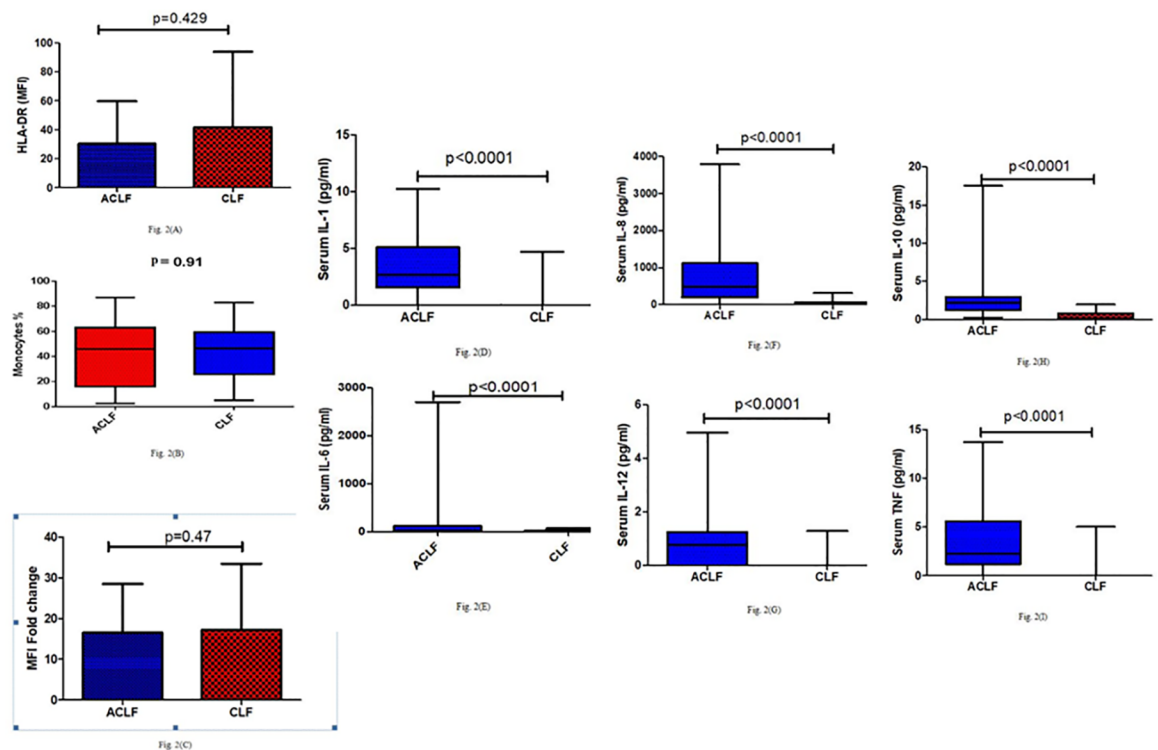 p=0.429
100
80
60
40
20
0
HLA-DR (MFI)
ACLF CLF
Fig. 2(A)
P = 0.91
100
80
60
40
20
0
Monocytes %
ACLF CLF
Fig. 2(B)
p=0.47
40
30
20
10
0
MFI Fold change
ACLF CLF
Fig. 2(C)
p<0.0001
15
10
5
0
Serum IL-1 (pg/ml)
ACLF CLF
Fig. 2(D)
p<0.0001
3000
2000
1000
0
Serum IL-6 (pg/ml)
ACLF CLF
Fig. 2(E)
p<0.0001
4000
3000
2000
1000
0
Serum IL-8 (pg/ml)
ACLF CLF
Fig. 2(F)
p<0.0001
6
4
2
0
Serum IL-12 (pg/ml)
ACLF CLF
Fig. 2(G)
p<0.0001
20
15
10
5
0
Serum IL-10 (pg/ml)
ACLF CLF
Fig. 2(H)
p<0.0001
15
10
5
0
Serum TNF (pg/ml)
ACLF CLF
Fig. 2(I)